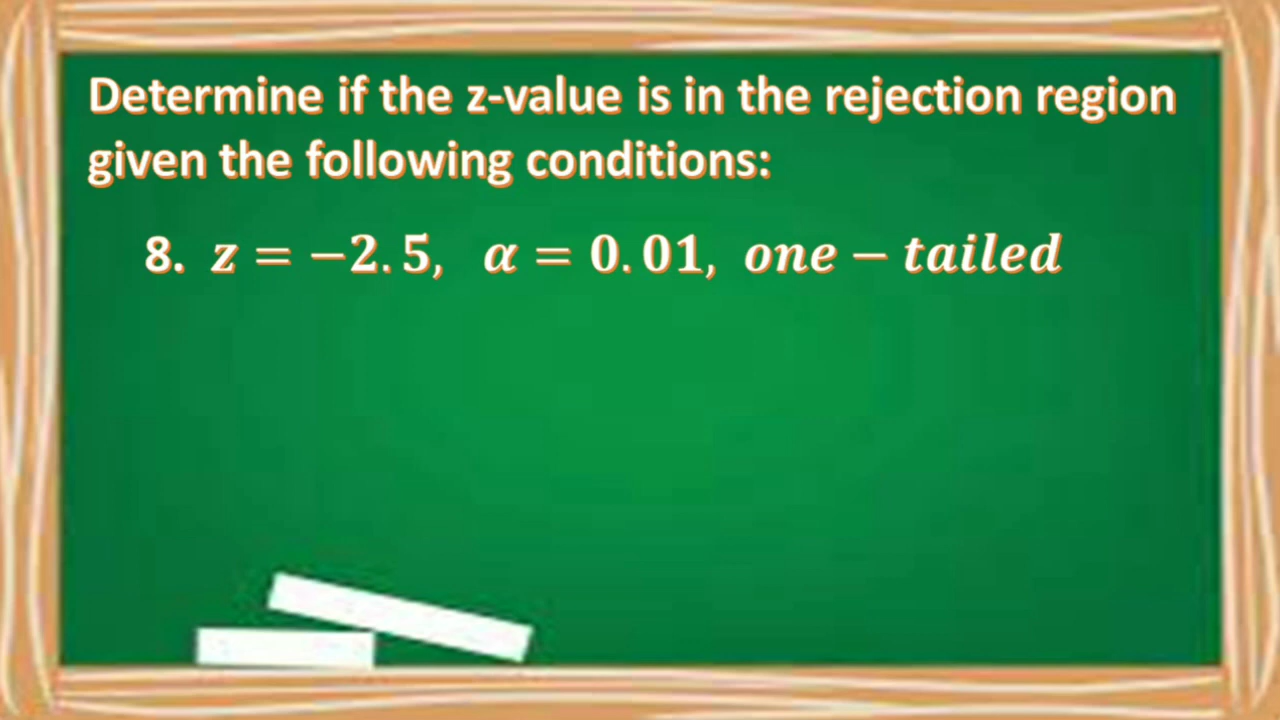 Determine if the z-value is in the rejection region
given the following conditions:
8. z = −2.5, α = 0.01, one − tailed